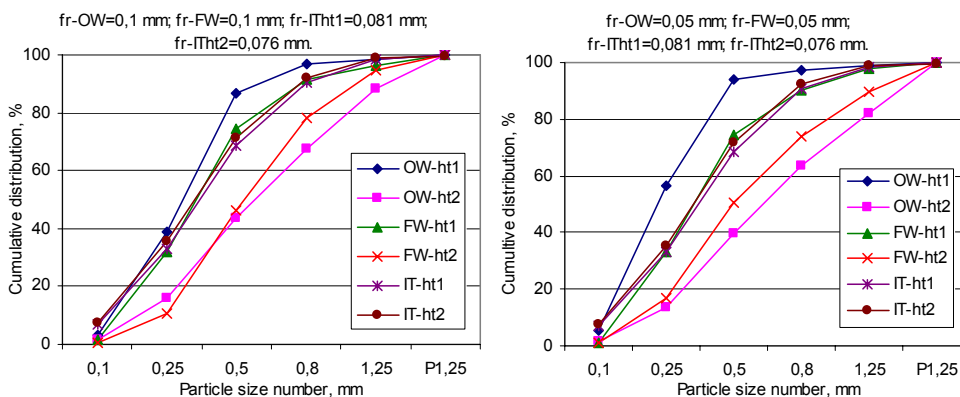 fr-OW=0,1 mm; fr-FW=0,1 mm; fr-ITht1=0,081 mm;
fr-ITht2=0,076 mm.
Cumulative distribution, %
100
80
60
40
20
0
0,1 0,25 0,5 0,8 1,25 P1,25
Particle size number, mm
OW-ht1
OW-ht2
FW-ht1
FW-ht2
IT-ht1
IT-ht2
fr-OW=0,05 mm; fr-FW=0,05 mm;
fr-ITht1=0,081 mm; fr-ITht2=0,076 mm.
Cumultive distribution, %
100
80
60
40
20
0
0,1 0,25 0,5 0,8 1,25 P1,25
Particle size number, mm
OW-ht1
OW-ht2
FW-ht1
FW-ht2
IT-ht1
IT-ht2